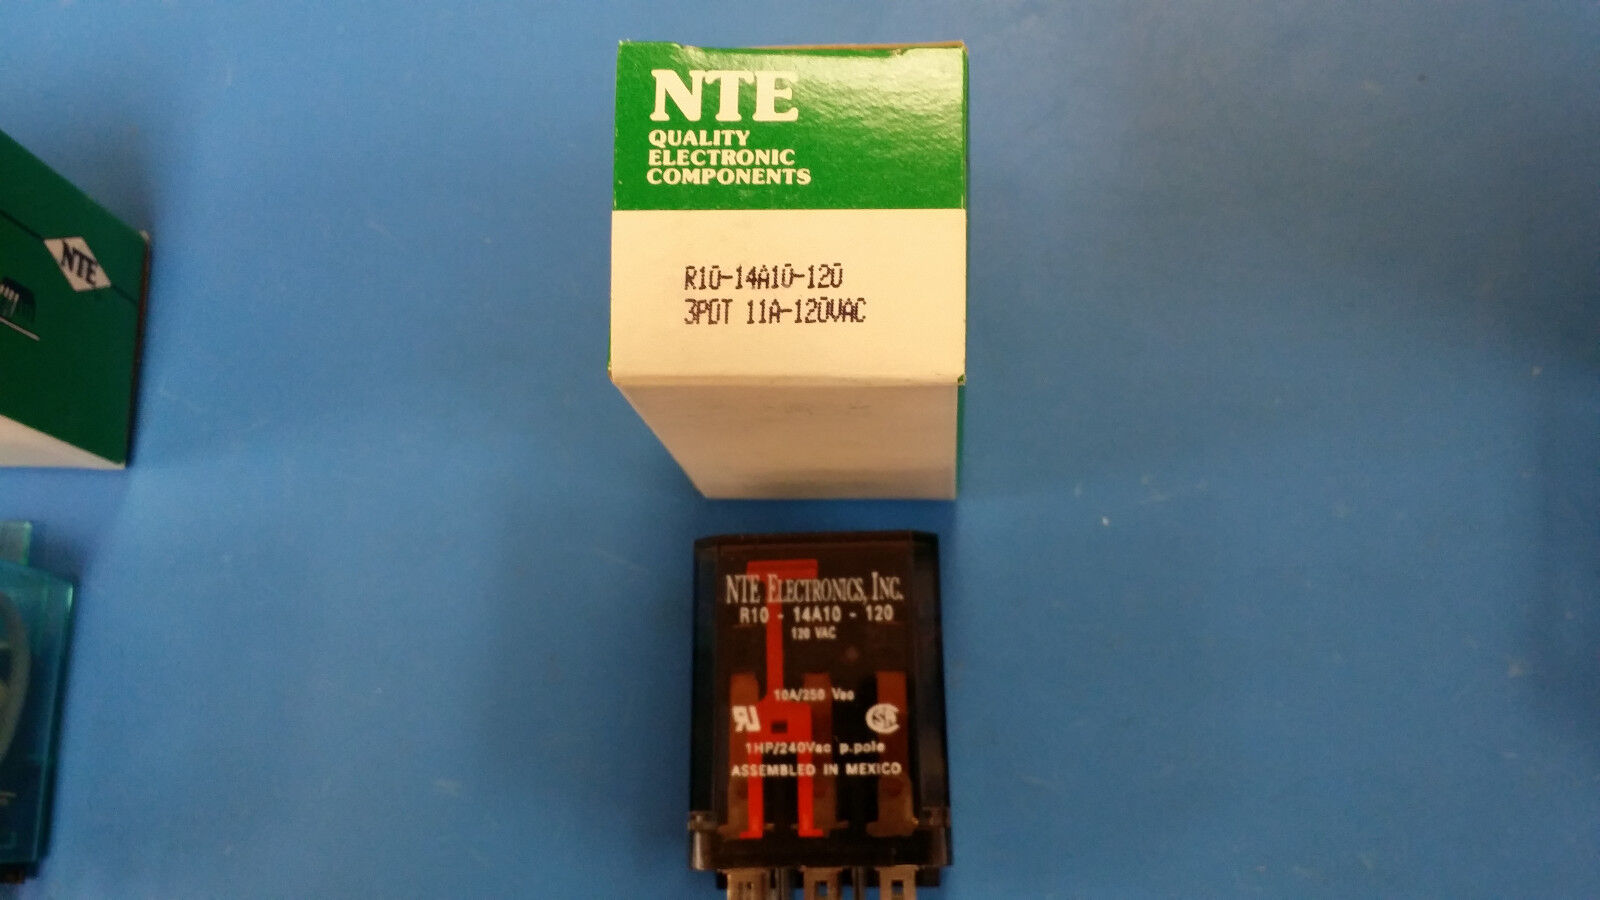 NTE
QUALITY
ELECTRONIC
COMPONENTS
R10-14A10-120
3PDT 11A-120VAC
NTE
NTE ELECTRONICS, INC.
R10 - 14A10 - 120
120 VAC
10A/250 Vac
1HP/240Vac p.pole
ASSEMBLED IN MEXICO